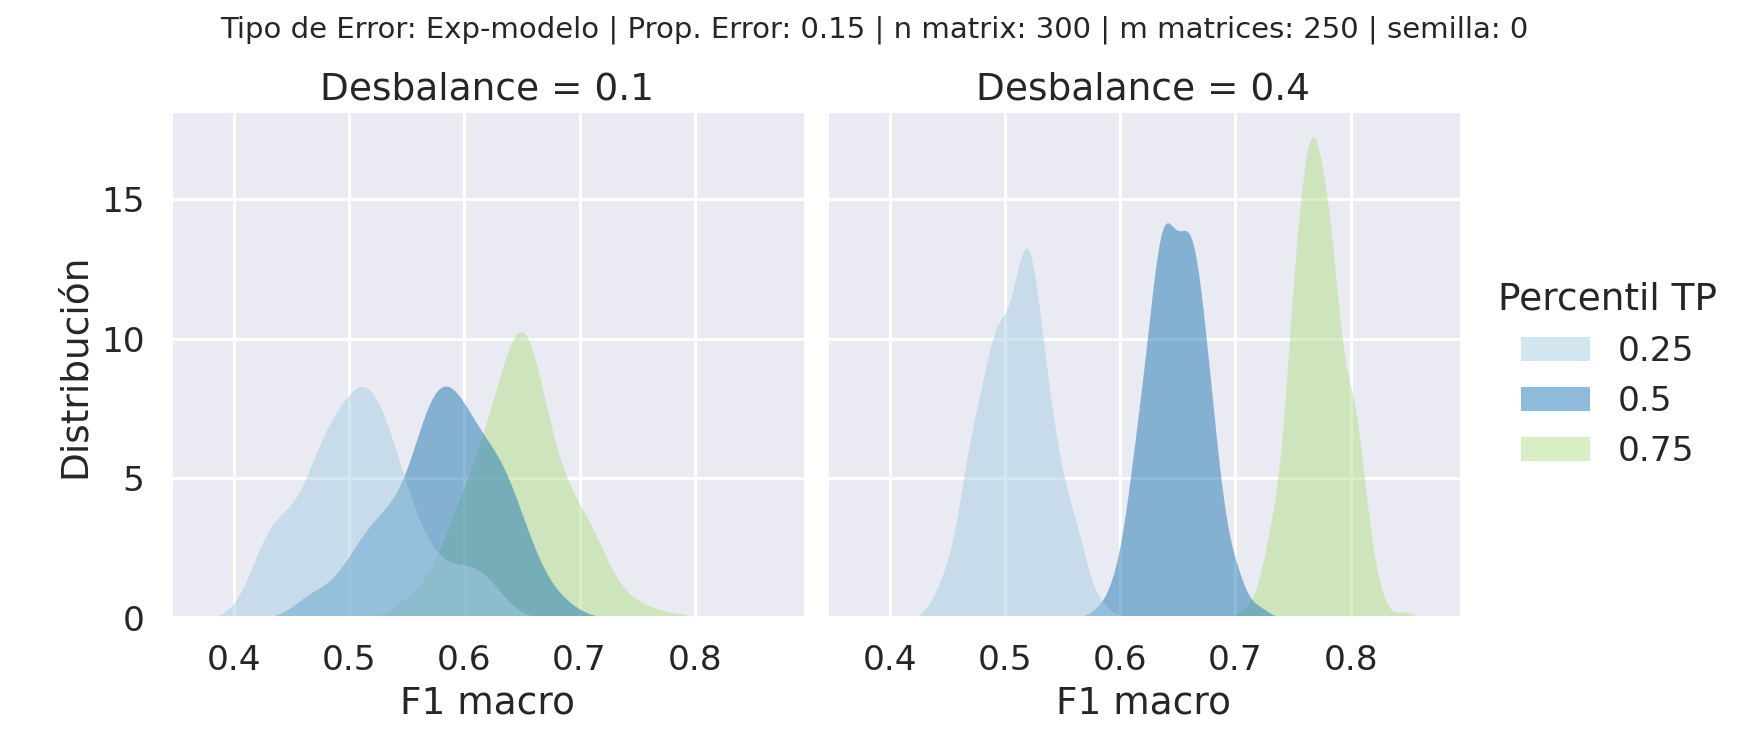 Tipo de Error: Exp-modelo | Prop. Error: 0.15 | n matrix: 300 | m matrices: 250 | semilla: 0
Desbalance = 0.1
Desbalance = 0.4
Distribución
15
10
5
0
0.4 0.5 0.6 0.7 0.8
0.4 0.5 0.6 0.7 0.8
F1 macro
F1 macro
Percentil TP
0.25
0.5
0.75